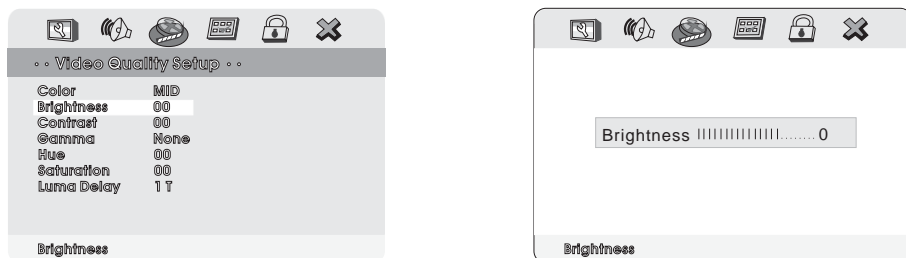 · · Video Quality Setup · ·
Color MID
Brightness 00
Contrast 00
Gamma None
Hue 00
Saturation 00
Luma Delay 1 T
Brightness
Brightness 0
Brightness